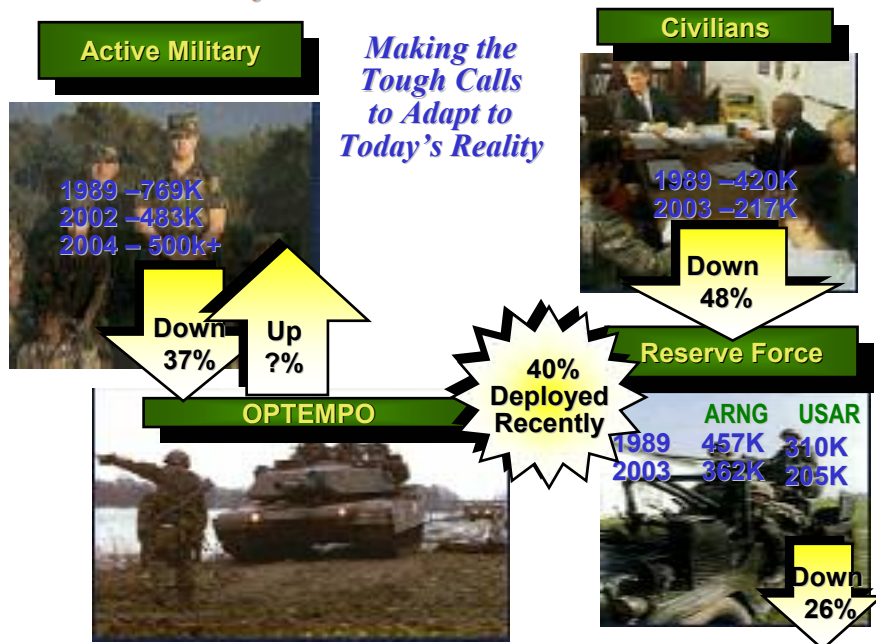 Active Military
Making the
Tough Calls
to Adapt to
Today's Reality
Civilians
1989 –769K
2002 –483K
2004 – 500k+
1989 –420K
2003 –217K
Down
37%
Up
?%
Down
48%
OPTEMPO
40%
Deployed
Recently
Reserve Force
ARNG USAR
1989 457K 310K
2003 362K 205K
Down
26%